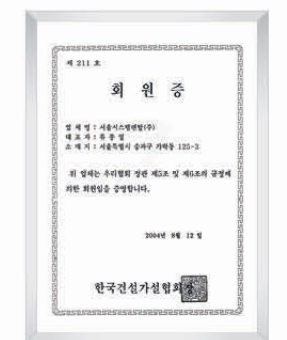 제 211 호
회 원 증
업 체 명 : 서울시스템렌탈(주)
대 표 자 : 류 종 열
소 재 지 : 서울특별시 송파구 가락동 125-3
위 업체는 우리협회 정관 제5조 및 제6조의 규정에
의한 회원임을 증명합니다.
2004년 8월 12일
한국건설가설협회장